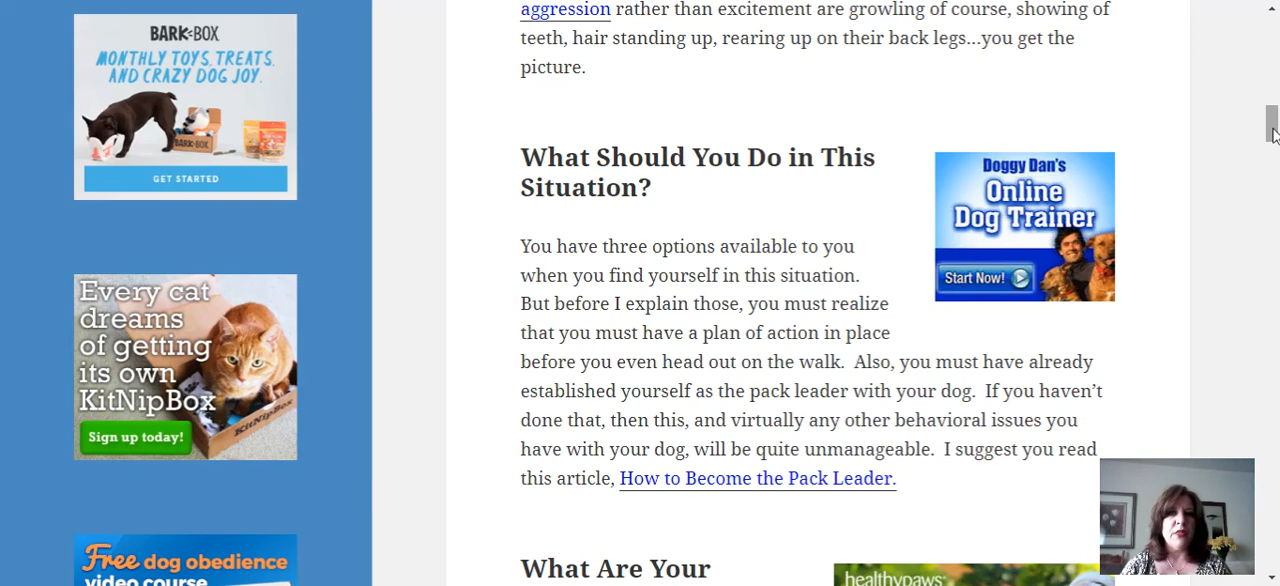 BARK BOX
MONTHLY TOYS, TREATS,
AND CRAZY DOG JOY.
BARK BOX
GET STARTED
Every cat
dreams
of getting
its own
KitNipBox
KitNipBox
Sign up today!
Free dog obedience
video course
aggression rather than excitement are growling of course, showing of
teeth, hair standing up, rearing up on their back legs…you get the
picture.
What Should You Do in This
Situation?
Doggy Dan's
Online
Dog Trainer
Start Now!
You have three options available to you
when you find yourself in this situation.
But before I explain those, you must realize
that you must have a plan of action in place
before you even head out on the walk.  Also, you must have already
established yourself as the pack leader with your dog.  If you haven't
done that, then this, and virtually any other behavioral issues you
have with your dog, will be quite unmanageable.  I suggest you read
this article, How to Become the Pack Leader.
What Are Your
healthypaws